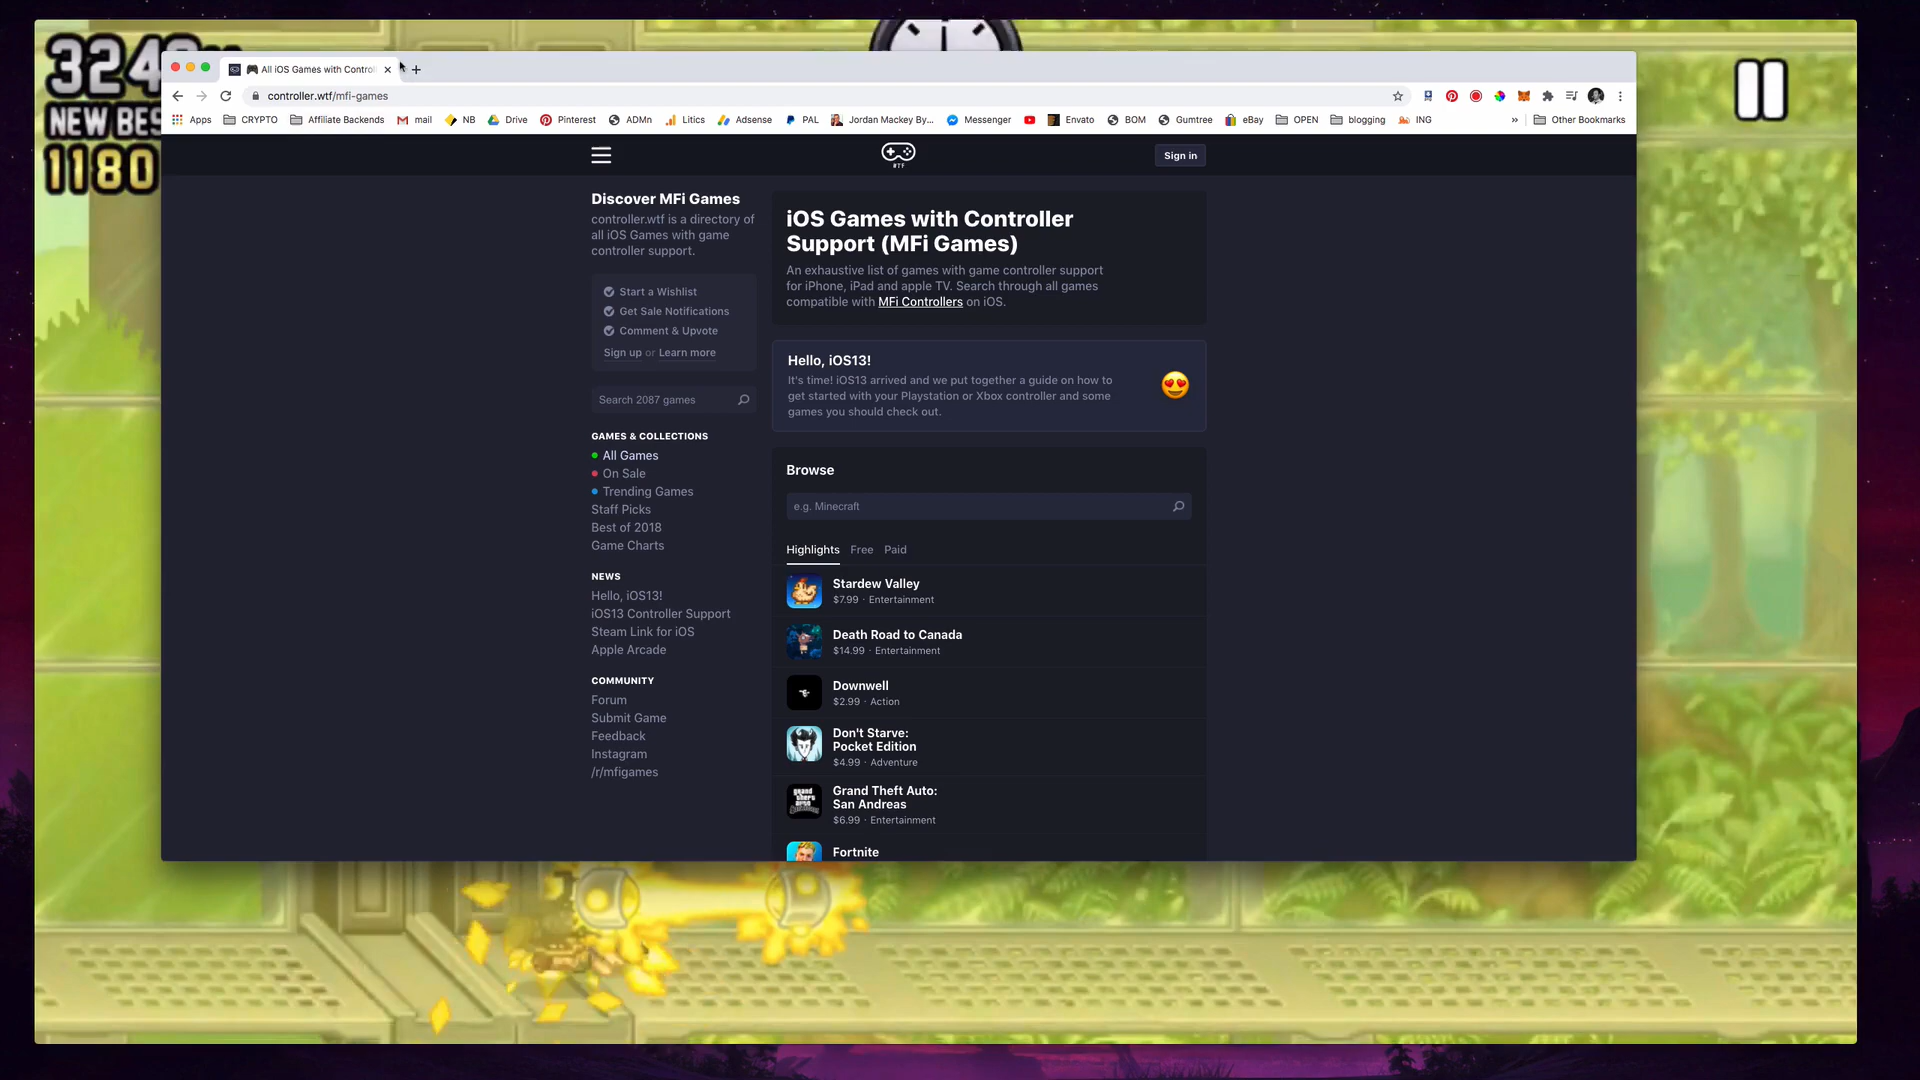 NEW BES
1180
All iOS Games with Control
controller.wtf/mfi-games
Apps
CRYPTO
Affiliate Backends
mail
NB
Drive
Pinterest
ADMn
Litics
Adsense
PAL
Jordan Mackey By...
Messenger
Envato
BOM
Gumtree
eBay
OPEN
blogging
ING
»
Other Bookmarks
WTF
Sign in
Discover MFi Games
controller.wtf is a directory of
all iOS Games with game
controller support.
Start a Wishlist
Get Sale Notifications
Comment & Upvote
Sign up or Learn more
Search 2087 games
GAMES & COLLECTIONS
All Games
On Sale
Trending Games
Staff Picks
Best of 2018
Game Charts
NEWS
Hello, iOS13!
iOS13 Controller Support
Steam Link for iOS
Apple Arcade
COMMUNITY
Forum
Submit Game
Feedback
Instagram
/r/mfigames
iOS Games with Controller
Support (MFi Games)
An exhaustive list of games with game controller support
for iPhone, iPad and apple TV. Search through all games
compatible with MFi Controllers on iOS.
Hello, iOS13!
It's time! iOS13 arrived and we put together a guide on how to
get started with your Playstation or Xbox controller and some
games you should check out.
Browse
e.g. Minecraft
Highlights Free Paid
Stardew Valley
$7.99 · Entertainment
Death Road to Canada
$14.99 · Entertainment
Downwell
$2.99 · Action
Don't Starve:
Pocket Edition
$4.99 · Adventure
Grand Theft Auto:
San Andreas
$6.99 · Entertainment
Fortnite